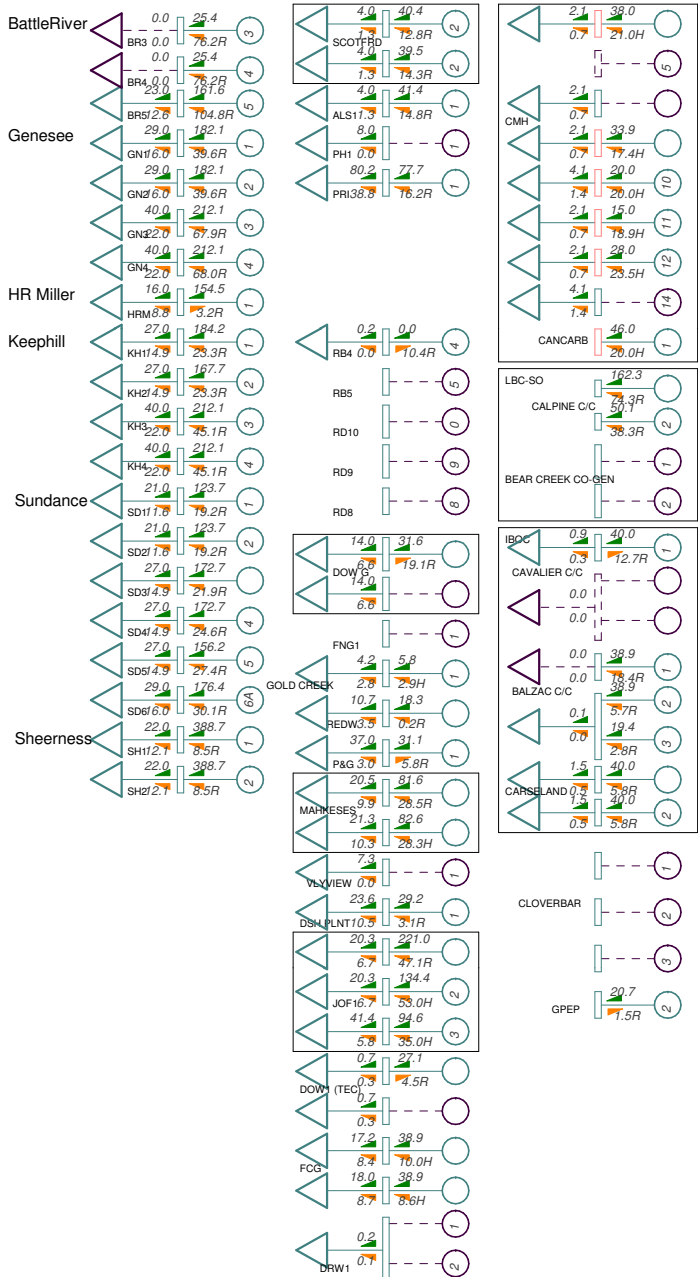 BattleRiver
0.0 25.4
BR3 0.0 76.2R 3
0.0 25.4
BR4 0.0 76.2R 4
23.0 161.6
BR5 12.6 104.8R 5
Genesee
29.0 182.1
GN1 16.0 39.6R 1
29.0 182.1
GN2 16.0 39.6R 2
40.0 212.1
GN3 22.0 67.9R 3
40.0 212.1
GN4 22.0 68.0R 4
HR Miller
16.0 154.5
HRM 8.8 3.2R 1
Keephill
27.0 184.2
KH1 14.9 23.3R 1
27.0 167.7
KH2 14.9 23.3R 2
40.0 212.1
KH3 22.0 45.1R 3
40.0 212.1
KH4 22.0 45.1R 4
Sundance
21.0 123.7
SD1 11.6 19.2R 1
21.0 123.7
SD2 11.6 19.2R 2
27.0 172.7
SD3 14.9 21.9R 3
27.0 172.7
SD4 14.9 24.6R 4
27.0 156.2
SD5 14.9 27.4R 5
29.0 176.4
SD6 16.0 30.1R 6A
Sheerness
22.0 388.7
SH1 12.1 8.5R 1
22.0 388.7
SH2 12.1 8.5R 2
4.0 40.4
1.3 12.8R 2
SCOTFRD
4.0 39.5
1.3 14.3R 2
4.0 41.4
ALS1 1.3 14.8R 1
8.0
PH1 0.0 1
80.2 77.7
PRI 38.8 16.2R 1
0.2 0.0
RB4 0.0 10.4R 4
RB5 5
RD10 0
RD9 9
RD8 8
14.0 31.6
DOW G 6.6 19.1R
14.0
6.6
FNG1 1
4.2 5.8
GOLD CREEK 2.8 2.9H 1
10.7 18.3
REDW 3.5 0.2R
37.0 31.1
P&G 3.0 5.8R 1
20.5 81.6
MAHKESES 9.9 28.5R
21.3 82.6
10.3 28.3H
7.3
VLYVIEW 0.0 1
23.6 29.2
DSH PLNT 10.5 3.1R 1
20.3 221.0
6.7 47.1R
20.3 134.4
JOF1 6.7 53.0H 2
41.4 94.6
5.8 35.0H 3
0.7 27.1
DOW1 (TEC) 0.3 4.5R
0.7
0.3
17.2 38.9
FCG 8.4 10.0H
18.0 38.9
8.7 8.6H
1
0.2
DRW1 0.1 2
2.1 38.0
0.7 21.0H
5
2.1
CMH 0.7
2.1 33.9
0.7 17.4H
4.1 20.0
1.4 20.0H 10
2.1 15.0
0.7 18.9H 11
2.1 28.0
0.7 23.5H 12
4.1
1.4 14
46.0
CANCARB 20.0H 1
LBC-SO 162.3
74.3R
CALPINE C/C 50.1
38.3R 2
1
BEAR CREEK CO-GEN
2
0.9 40.0
IBOC 0.3 12.7R 1
CAVALIER C/C
0.0
0.0
0.0 38.9
0.0 18.4R 1
BALZAC C/C 38.9
5.7R 2
0.1 19.4
0.0 2.8R 3
1.5 40.0
CARSELAND 0.5 5.8R
1.5 40.0
0.5 5.8R 2
1
CLOVERBAR 2
3
20.7
GPEP 1.5R 2